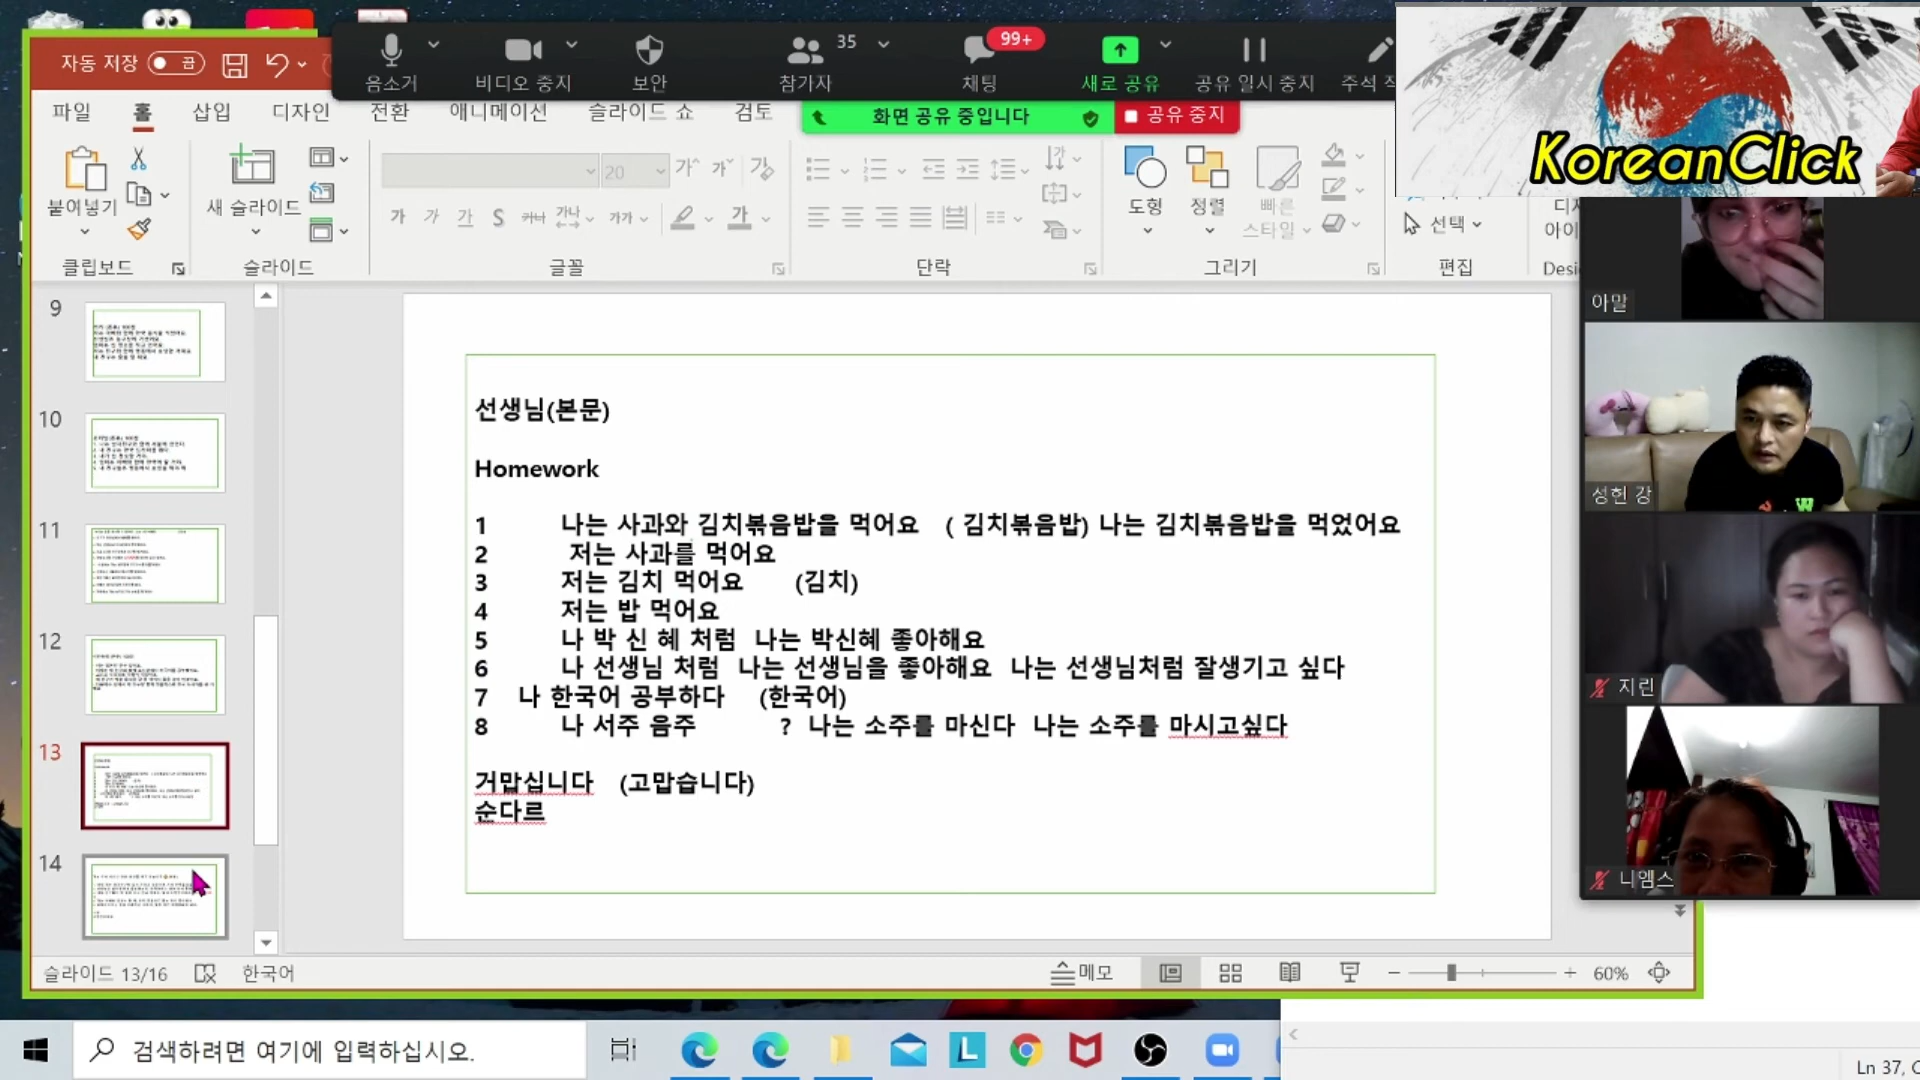 자동 저장 끔
음소거
비디오 중지
보안
35
참가자
99+
채팅
새로 공유
공유 일시 중지
주석
KoreanClick
파일 홈 삽입 디자인 전환 애니메이션 슬라이드 쇼 검토
화면 공유 중입니다
공유 중지
붙여넣기
새 슬라이드
20
도형
정렬
빠른
스타일
선택
아이
클립보드
슬라이드
글꼴
단락
그리기
편집
9
10
11
12
13
14
선생님(본문)
Homework
1 나는 사과와 김치볶음밥을 먹어요 ( 김치볶음밥) 나는 김치볶음밥을 먹었어요
2 저는 사과를 먹어요
3 저는 김치 먹어요 (김치)
4 저는 밥 먹어요
5 나 박 신 혜 처럼 나는 박신혜 좋아해요
6 나 선생님 처럼 나는 선생님을 좋아해요 나는 선생님처럼 잘생기고 싶다
7 나 한국어 공부하다 (한국어)
8 나 서주 음주 ? 나는 소주를 마신다 나는 소주를 마시고싶다
거맙십니다 (고맙습니다)
순다르
아말
성헌 강
지린
니엠스
슬라이드 13/16 한국어
메모
60%
검색하려면 여기에 입력하십시오.
Ln 37,